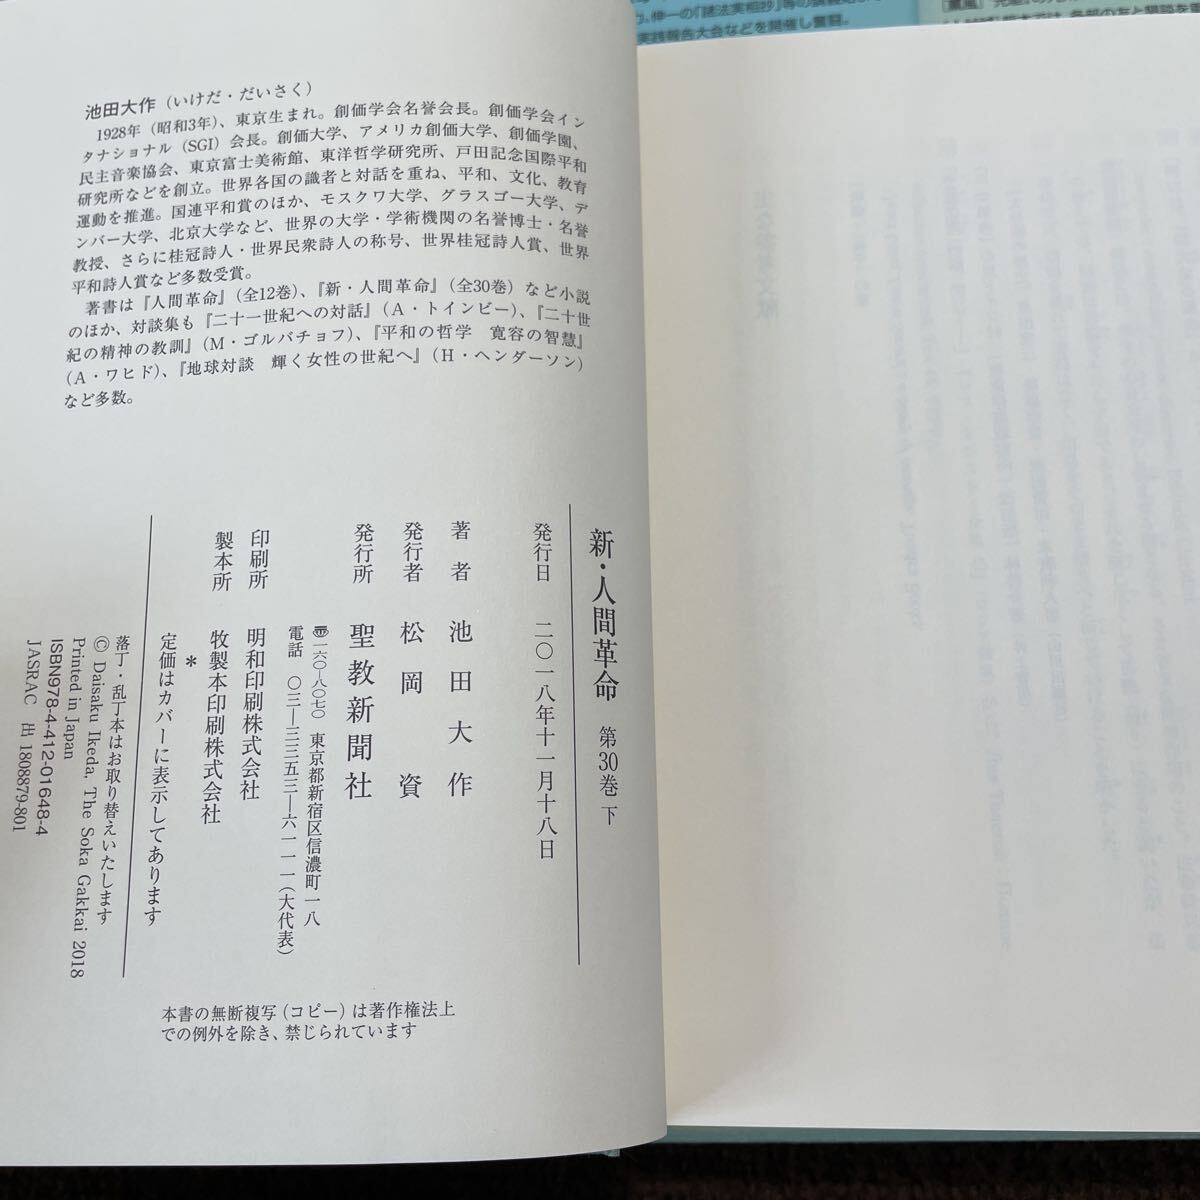 池田大作(いけだ・だいさく)
1928年(昭和3年)、東京生まれ。創価学会名誉会長。創価学会イン
タナショナル(SGI)会長。創価大学、アメリカ創価大学、創価学園、
民主音楽協会、東京富士美術館、東洋哲学研究所、戸田記念国際平和
研究所などを創立。世界各国の識者と対話を重ね、平和、文化、教育
運動を推進。国連平和賞のほか、モスクワ大学、グラスゴー大学、デ
ンバー大学、北京大学など、世界の大学・学術機関の名誉博士・名誉
教授、さらに桂冠詩人・世界民衆詩人の称号、世界桂冠詩人賞、世界
平和詩人賞など多数受賞。
著書は『人間革命』(全12巻)、『新・人間革命』(全30巻)など小説
のほか、対談集も『二十一世紀への対話』(A・トインビー)、『二十世
紀の精神の教訓』(M・ゴルバチョフ)、『平和の哲学 寛容の智慧』
(A・ワヒド)、『地球対談 輝く女性の世紀へ』(H・ヘンダーソン)
など多数。
新・人間革命 第30巻 下
発行日 二〇一八年十一月十八日
著者 池田大作
発行者 松岡 資
発行所 聖教新聞社
〒一六〇-八〇七〇 東京都新宿区信濃町一八
電話 〇三-三三五三-六一一一(大代表)
印刷所 明和印刷株式会社
製本所 牧製本印刷株式会社
*
定価はカバーに表示してあります
落丁・乱丁本はお取り替えいたします
© Daisaku Ikeda, The Soka Gakkai 2018
Printed in Japan
ISBN978-4-412-01648-4
JASRAC 出 1808879-801
本書の無断複写(コピー)は著作権法上
での例外を除き、禁じられています
実践報告大会などを開催し奮闘。